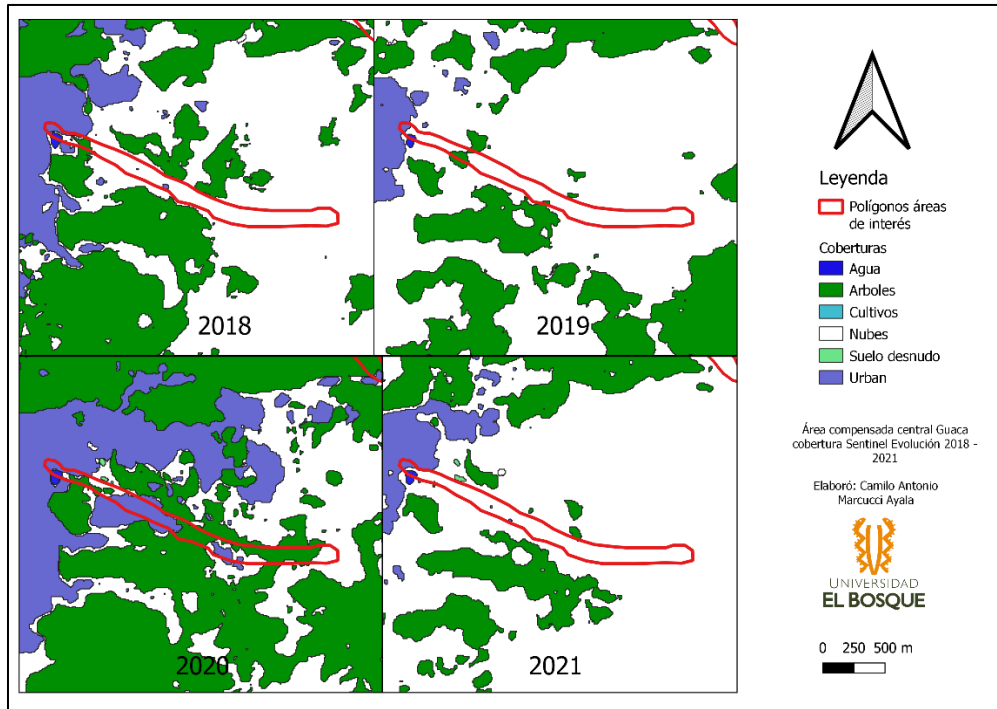 2018
2019
2020
2021
Leyenda
Polígonos áreas
de interés
Coberturas
Agua
Arboles
Cultivos
Nubes
Suelo desnudo
Urban
Área compensada central Guaca
cobertura Sentinel Evolución 2018 -
2021
Elaboró: Camilo Antonio
Marcucci Ayala
UNIVERSIDAD
EL BOSQUE
0 250 500 m